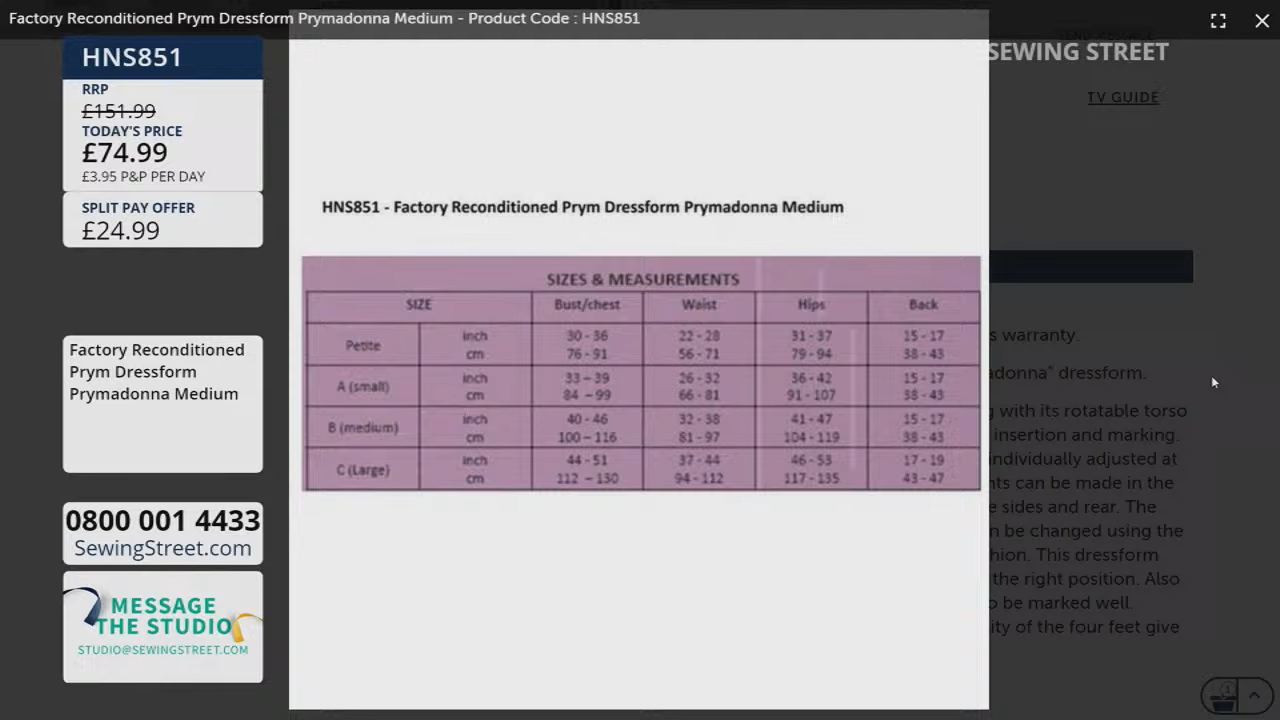 Factory Reconditioned Prym Dressform Prymadonna Medium - Product Code : HNS851
HNS851
RRP
£151.99
TODAY'S PRICE
£74.99
£3.95 P&P PER DAY
SPLIT PAY OFFER
£24.99
Factory Reconditioned
Prym Dressform
Prymadonna Medium
0800 001 4433
SewingStreet.com
MESSAGE
THE STUDIO
STUDIO@SEWINGSTREET.COM
HNS851 - Factory Reconditioned Prym Dressform Prymadonna Medium
SIZES & MEASUREMENTS
SIZE Bust/chest Waist Hips Back
Petite inch 30 - 36 22 - 28 31 - 37 15 - 17
cm 76 - 91 56 - 71 79 - 94 38 - 43
A (small) inch 33 – 39 26 - 32 36 - 42 15 - 17
cm 84 – 99 66 - 81 91 - 107 38 - 43
B (medium) inch 40 - 46 32 - 38 41 - 47 15 - 17
cm 100 – 116 81 - 97 104 - 119 38 - 43
C (Large) inch 44 - 51 37 - 44 46 - 53 17 - 19
cm 112 – 130 94 - 112 117 - 135 43 - 47
SEND MESSAGE
SEWING STREET
TV GUIDE
s warranty.
adonna" dressform.
g with its rotatable torso
insertion and marking.
individually adjusted at
nts can be made in the
e sides and rear. The
n be changed using the
hion. This dressform
the right position. Also
o be marked well.
ity of the four feet give